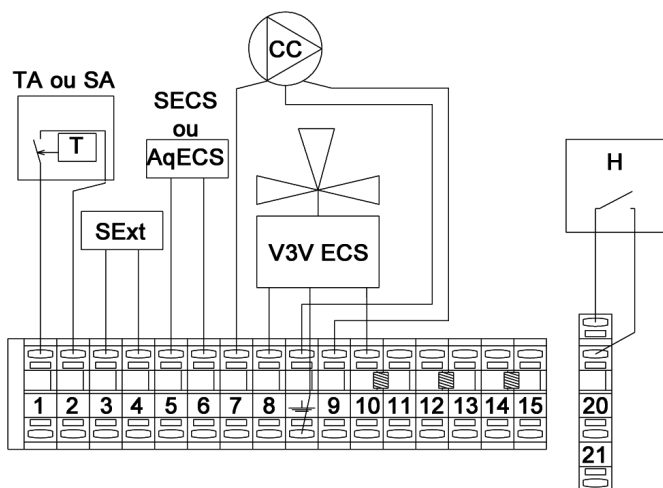 CC
TA ou SA
T
SECS
ou
AqECS
SExt
V3V ECS
H
1 2 3 4 5 6 7 8 9 10 11 12 13 14 15
20
21